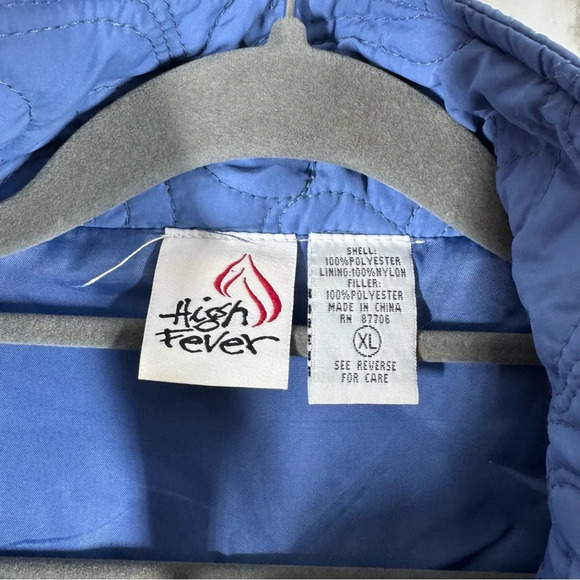 High
Fever
SHELL:
100%POLYESTER
LINING:100%NYLON
FILLER:
100%POLYESTER
MADE IN CHINA
RN 87706
XL
SEE REVERSE
FOR CARE